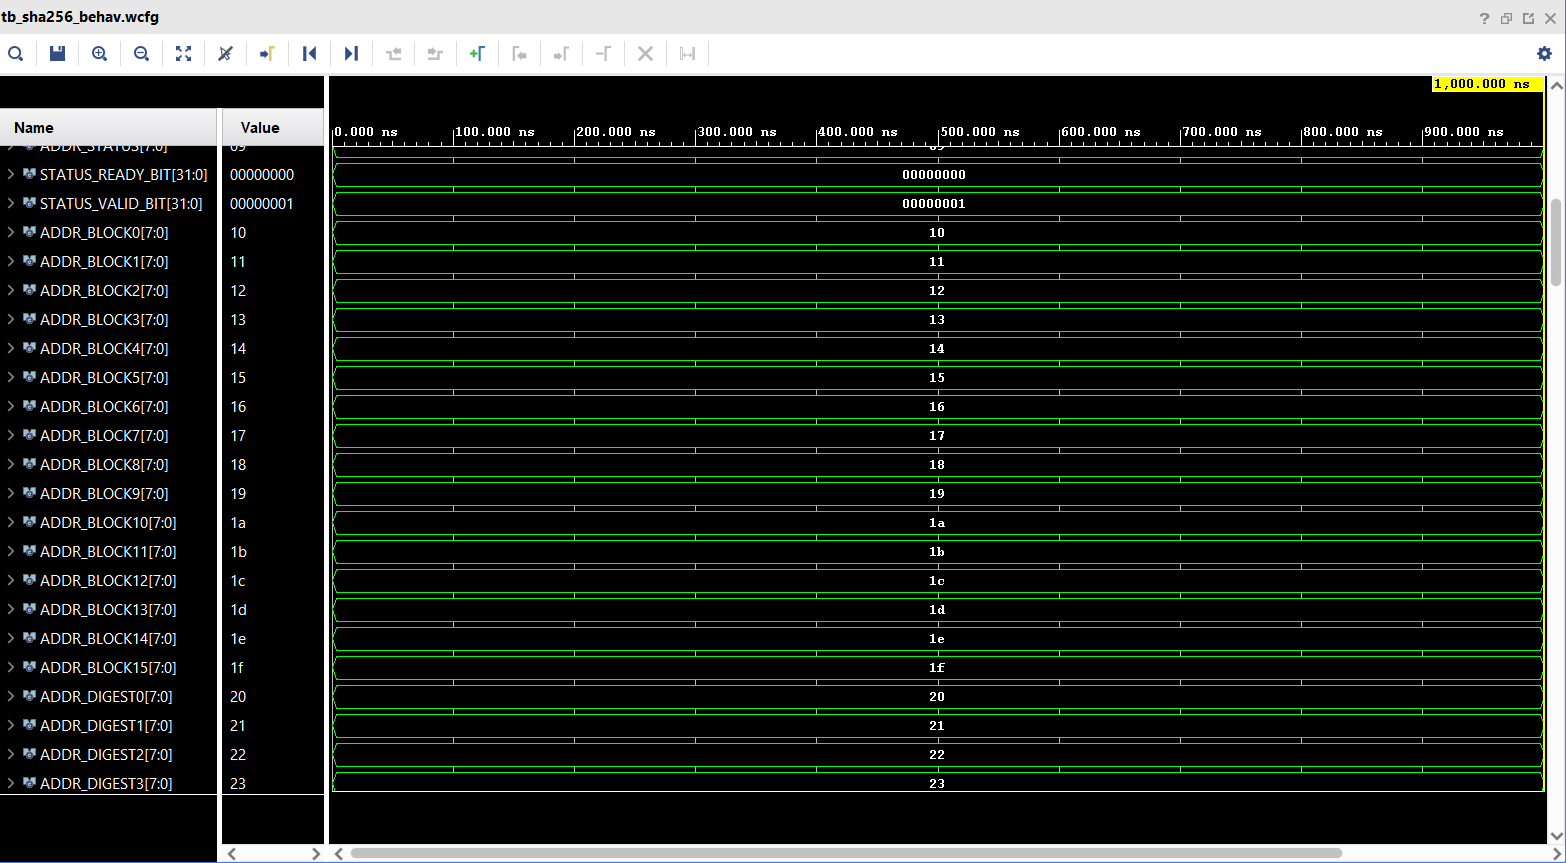 tb_sha256_behav.wcfg
?
1,000.000 ns
Name Value 0.000 ns 100.000 ns 200.000 ns 300.000 ns 400.000 ns 500.000 ns 600.000 ns 700.000 ns 800.000 ns 900.000 ns
ADDR_STATUS[7:0] 09 09
STATUS_READY_BIT[31:0] 00000000 00000000
STATUS_VALID_BIT[31:0] 00000001 00000001
ADDR_BLOCK0[7:0] 10 10
ADDR_BLOCK1[7:0] 11 11
ADDR_BLOCK2[7:0] 12 12
ADDR_BLOCK3[7:0] 13 13
ADDR_BLOCK4[7:0] 14 14
ADDR_BLOCK5[7:0] 15 15
ADDR_BLOCK6[7:0] 16 16
ADDR_BLOCK7[7:0] 17 17
ADDR_BLOCK8[7:0] 18 18
ADDR_BLOCK9[7:0] 19 19
ADDR_BLOCK10[7:0] 1a 1a
ADDR_BLOCK11[7:0] 1b 1b
ADDR_BLOCK12[7:0] 1c 1c
ADDR_BLOCK13[7:0] 1d 1d
ADDR_BLOCK14[7:0] 1e 1e
ADDR_BLOCK15[7:0] 1f 1f
ADDR_DIGEST0[7:0] 20 20
ADDR_DIGEST1[7:0] 21 21
ADDR_DIGEST2[7:0] 22 22
ADDR_DIGEST3[7:0] 23 23